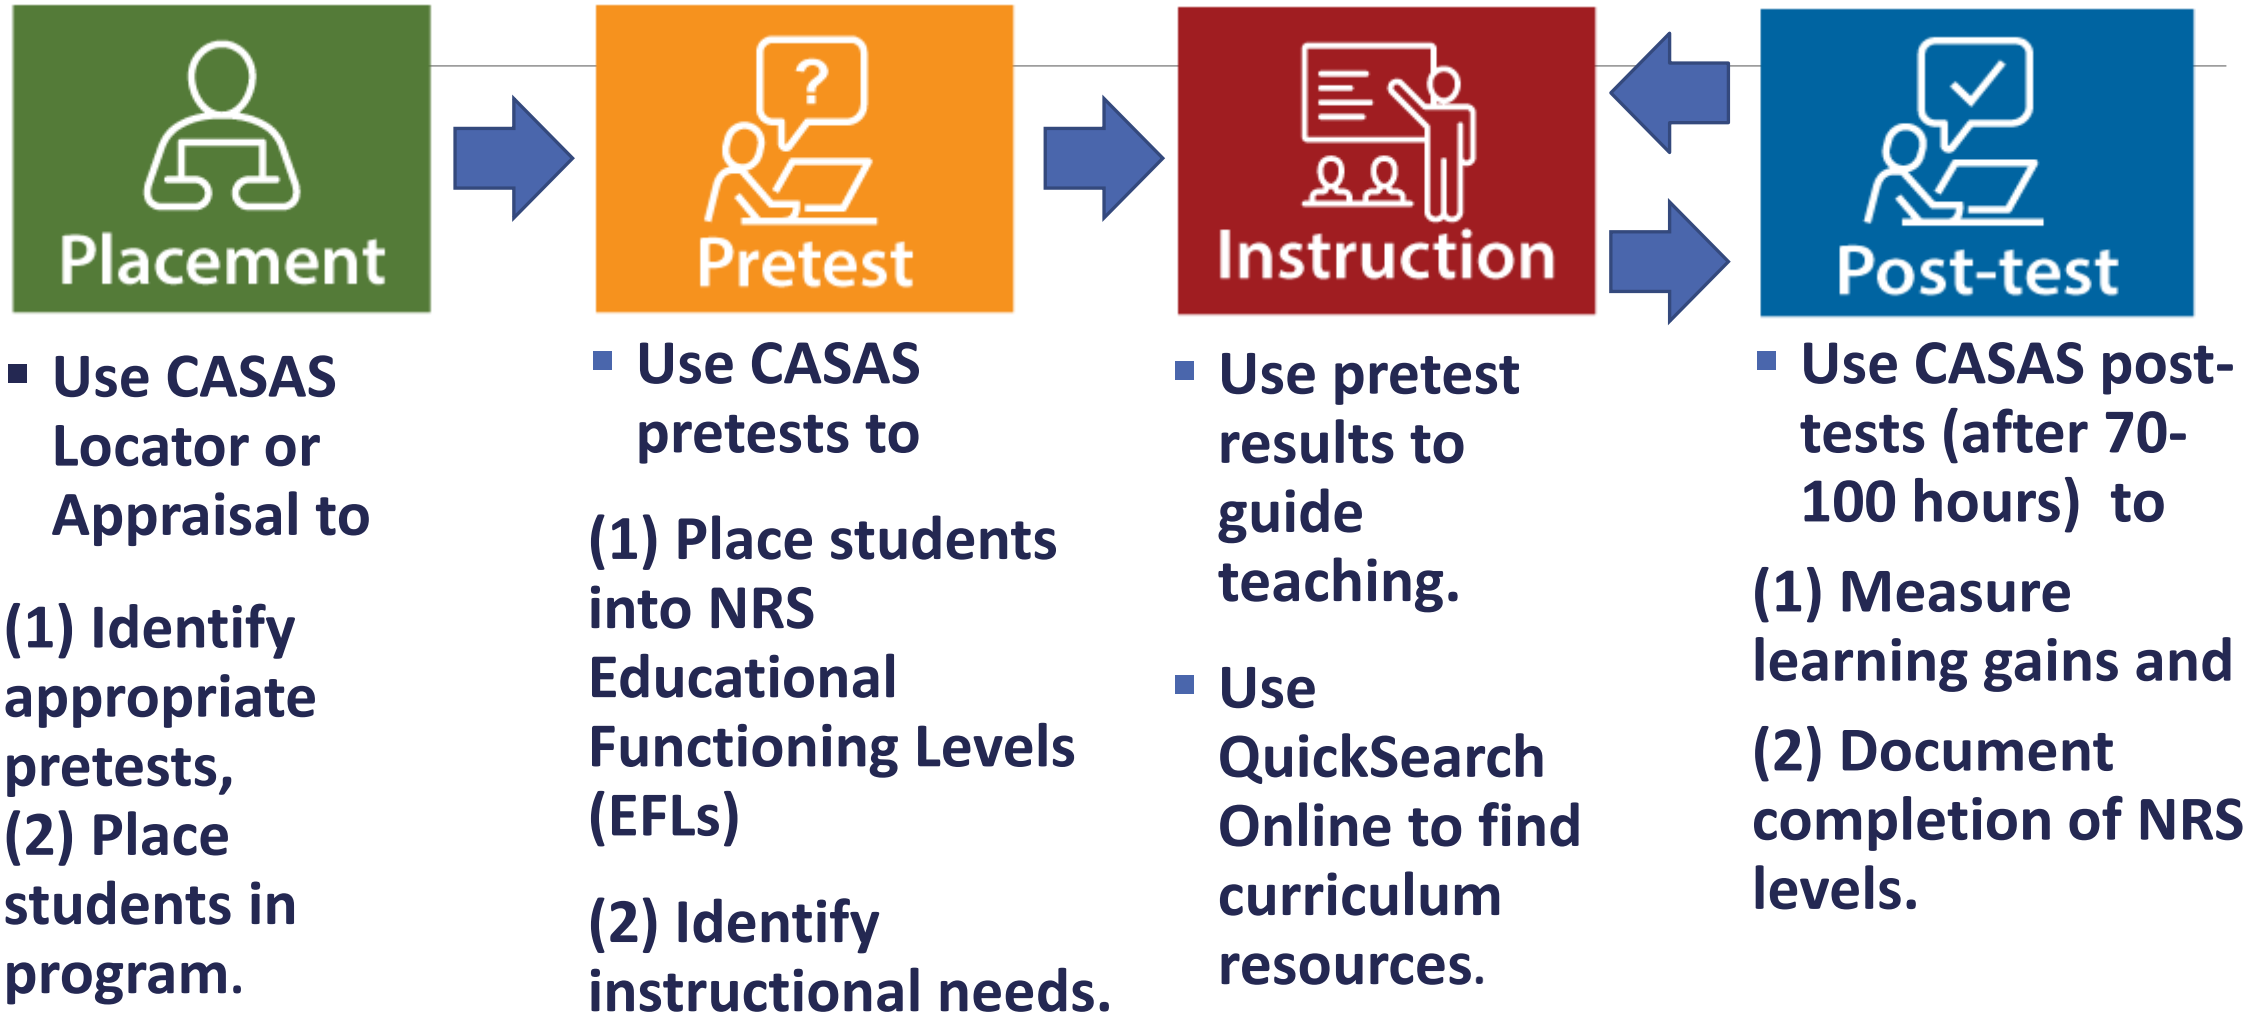 Placement
▪ Use CASAS
Locator or
Appraisal to
(1) Identify
appropriate
pretests,
(2) Place
students in
program.
?
Pretest
▪ Use CASAS
pretests to
(1) Place students
into NRS
Educational
Functioning Levels
(EFLs)
(2) Identify
instructional needs.
Instruction
▪ Use pretest
results to
guide
teaching.
▪ Use
QuickSearch
Online to find
curriculum
resources.
Post-test
▪ Use CASAS post-
tests (after 70-
100 hours) to
(1) Measure
learning gains and
(2) Document
completion of NRS
levels.